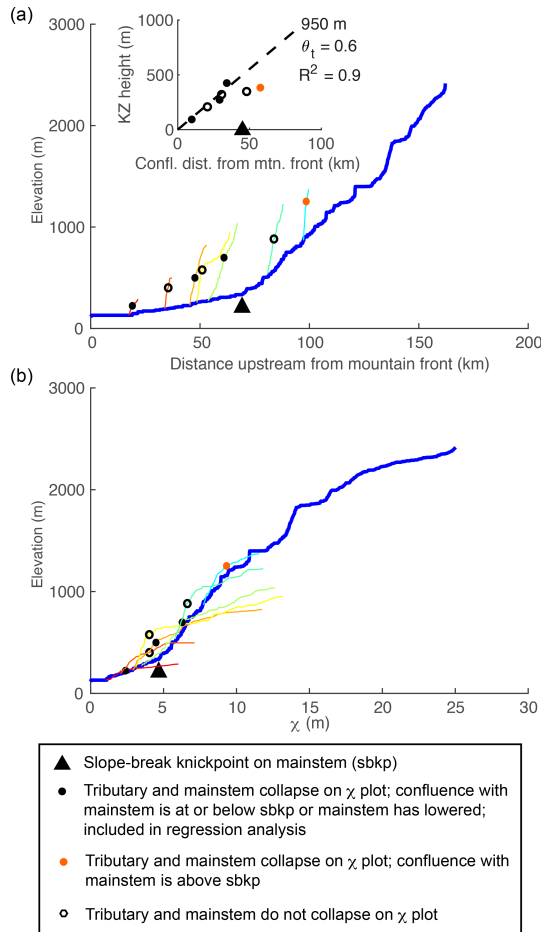 (a)
1000
500
0
KZ height (m)
0
50
100
Confl. dist. from mtn. front (km)
950 m
θt = 0.6
R² = 0.9
3000
2000
1000
0
Elevation (m)
0
50
100
150
200
Distance upstream from mountain front (km)
(b)
3000
2000
1000
0
Elevation (m)
0
5
10
15
20
25
30
χ (m)
Slope-break knickpoint on mainstem (sbkp)
Tributary and mainstem collapse on χ plot; confluence with
mainstem is at or below sbkp or mainstem has lowered;
included in regression analysis
Tributary and mainstem collapse on χ plot; confluence with
mainstem is above sbkp
Tributary and mainstem do not collapse on χ plot